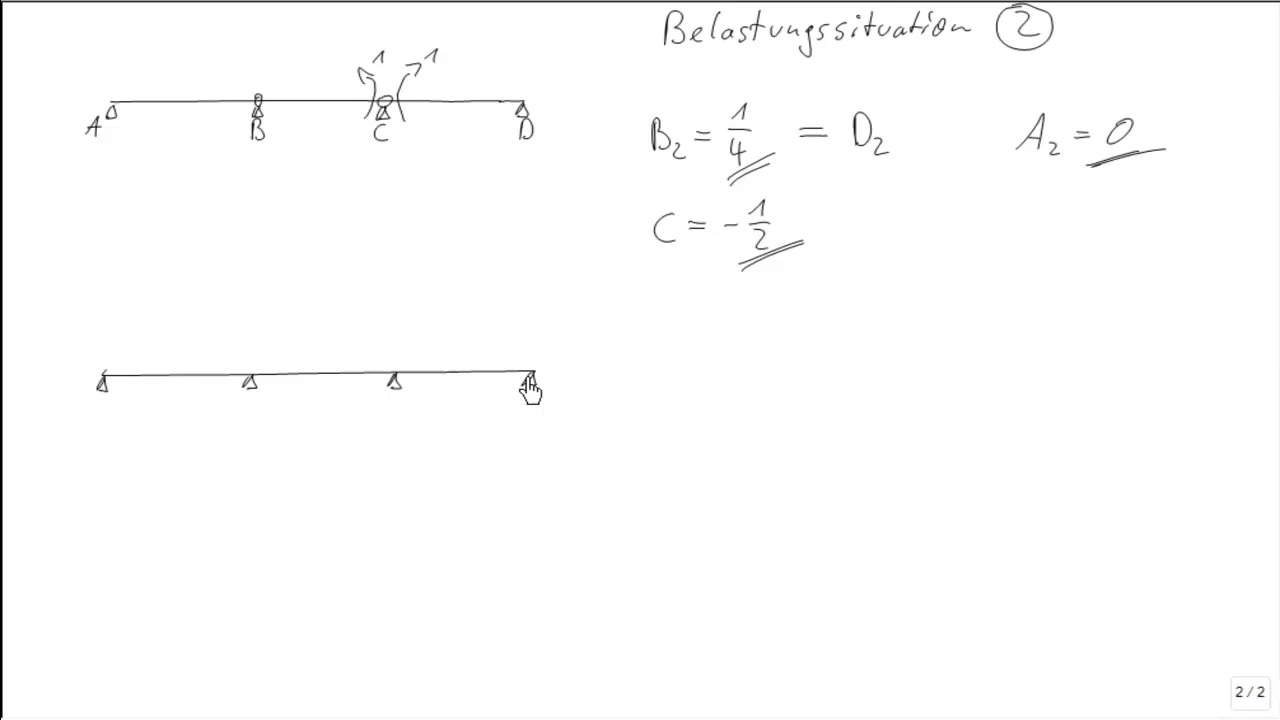 Belastungssituation 2
1 1
A B C D
B₂ = 1/4 = D₂ A₂ = 0
C = - 1/2
2 / 2